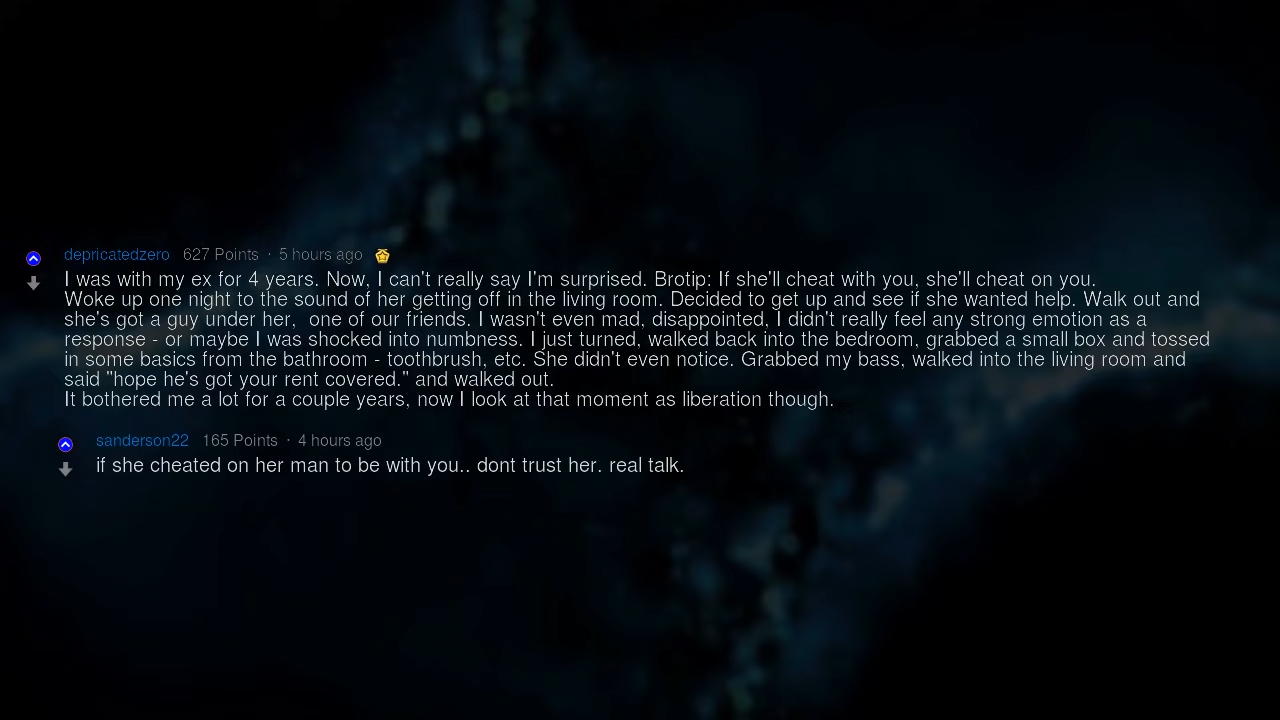 depricatedzero 627 Points · 5 hours ago
I was with my ex for 4 years. Now, I can't really say I'm surprised. Brotip: If she'll cheat with you, she'll cheat on you.
Woke up one night to the sound of her getting off in the living room. Decided to get up and see if she wanted help. Walk out and
she's got a guy under her,  one of our friends. I wasn't even mad, disappointed, I didn't really feel any strong emotion as a
response - or maybe I was shocked into numbness. I just turned, walked back into the bedroom, grabbed a small box and tossed
in some basics from the bathroom - toothbrush, etc. She didn't even notice. Grabbed my bass, walked into the living room and
said "hope he's got your rent covered." and walked out.
It bothered me a lot for a couple years, now I look at that moment as liberation though.
sanderson22 165 Points · 4 hours ago
if she cheated on her man to be with you.. dont trust her. real talk.